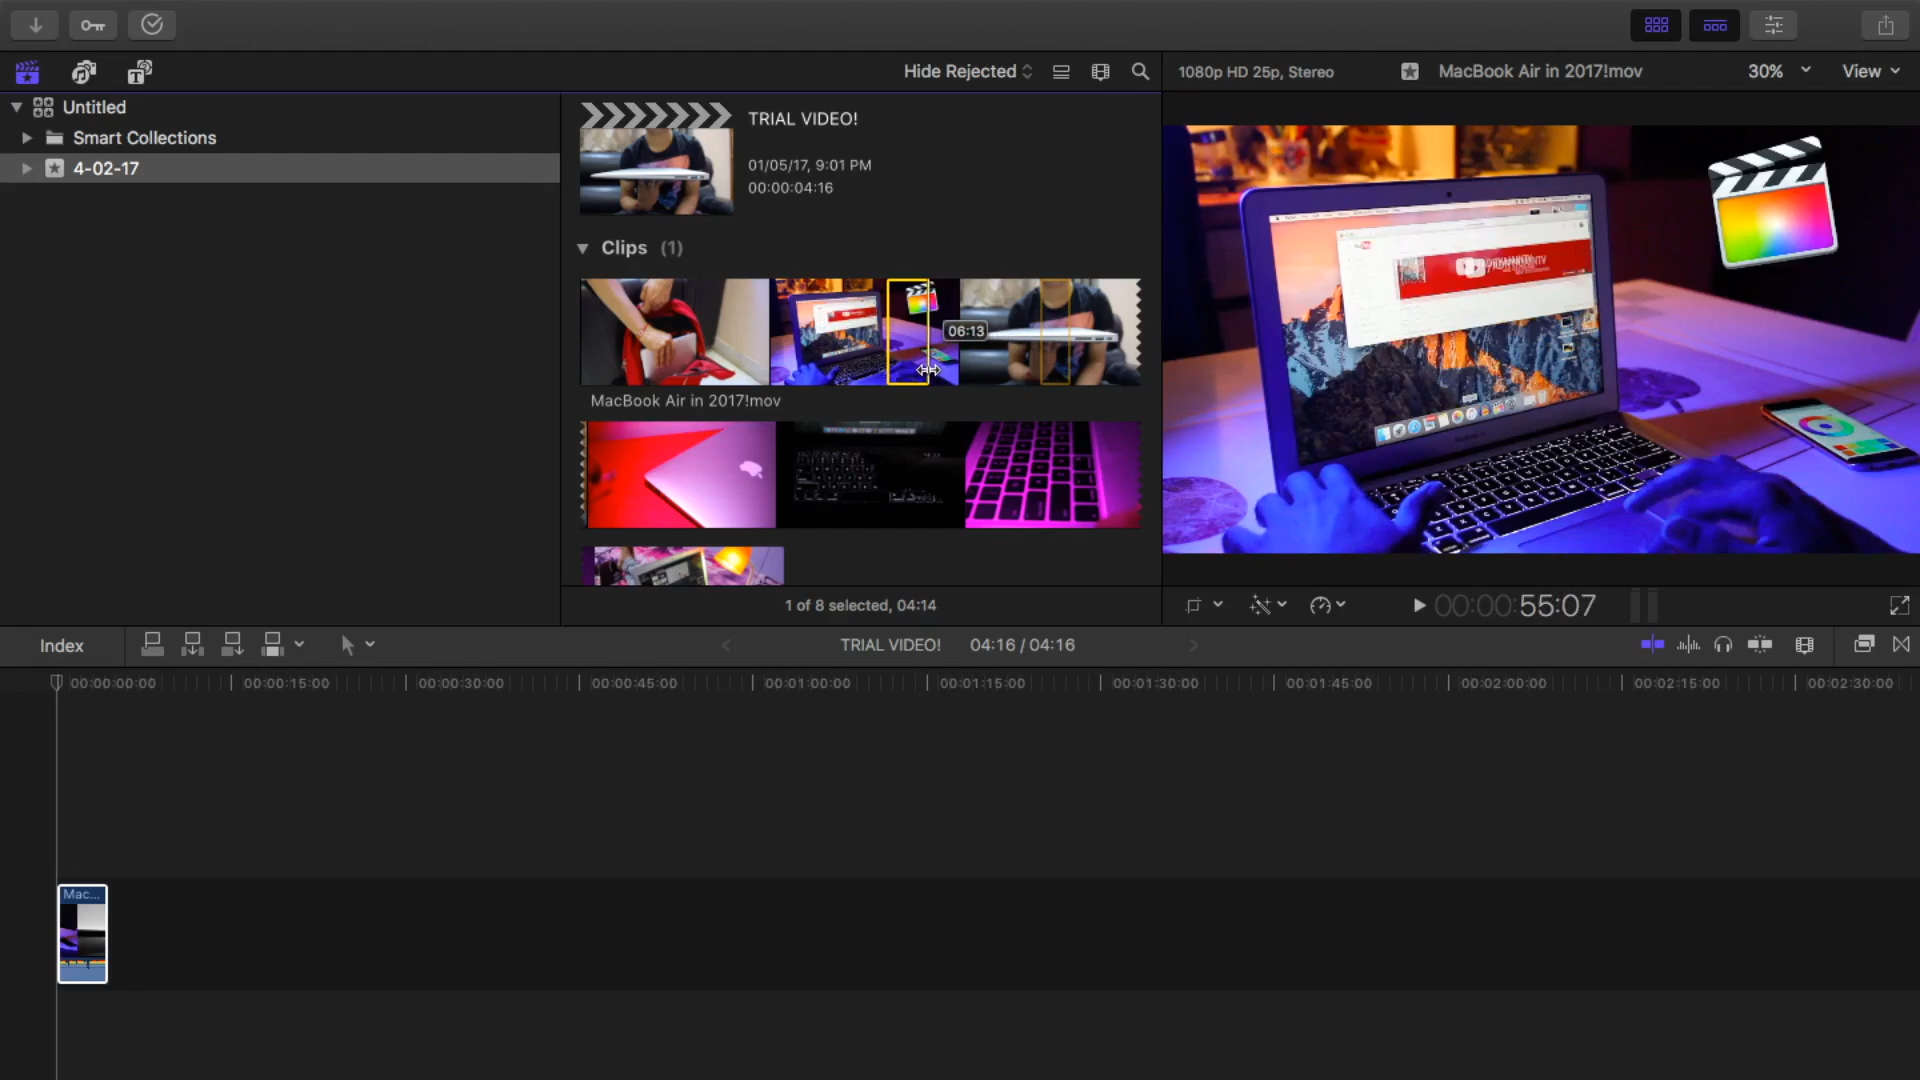 Hide Rejected
1080p HD 25p, Stereo
MacBook Air in 2017!mov
30%
View
Untitled
Smart Collections
4-02-17
TRIAL VIDEO!
01/05/17, 9:01 PM
00:00:04:16
Clips (1)
06:13
MacBook Air in 2017!mov
1 of 8 selected, 04:14
00:00:55:07
Index
TRIAL VIDEO!
04:16 / 04:16
00:00:00:00
00:00:15:00
00:00:30:00
00:00:45:00
00:01:00:00
00:01:15:00
00:01:30:00
00:01:45:00
00:02:00:00
00:02:15:00
00:02:30:00
Mac...